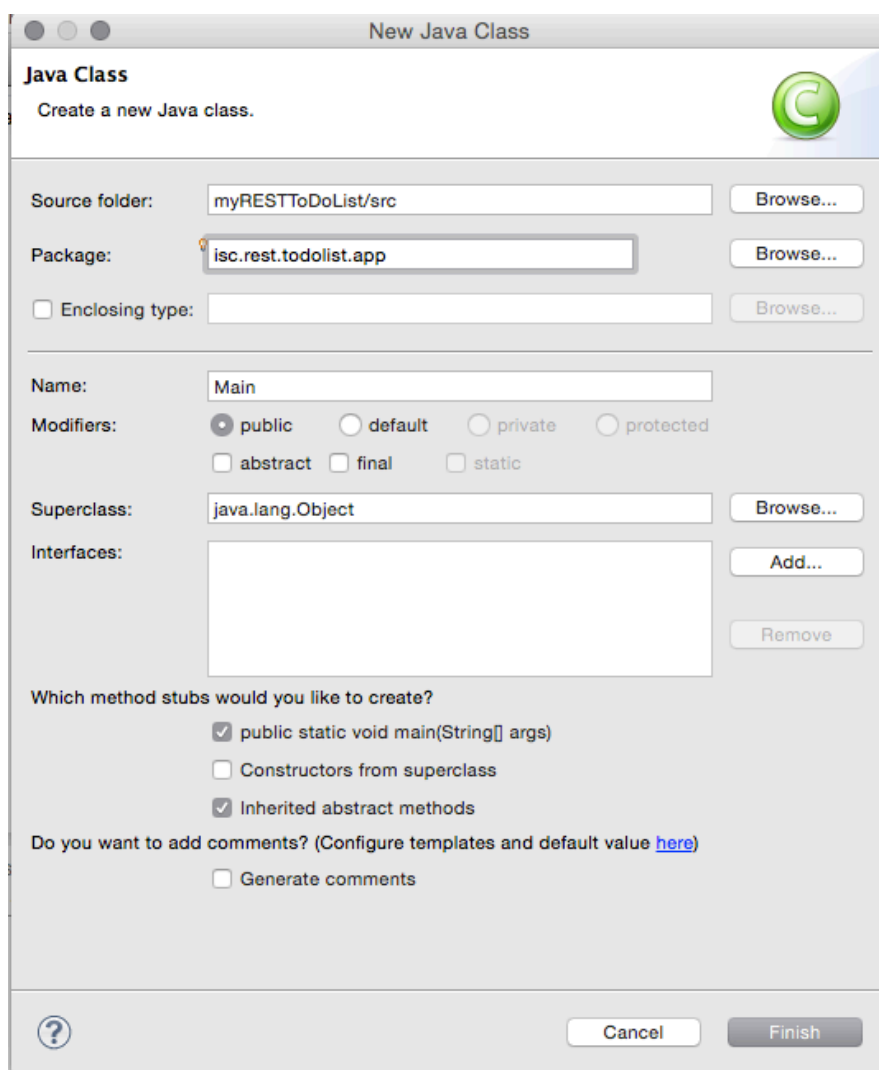 New Java Class
Java Class
Create a new Java class.
C
Source folder: myRESTToDoList/src Browse...
Package: isc.rest.todolist.app Browse...
Enclosing type: Browse...
Name: Main
Modifiers: public default private protected
abstract final static
Superclass: java.lang.Object Browse...
Interfaces: Add...
Remove
Which method stubs would you like to create?
public static void main(String[] args)
Constructors from superclass
Inherited abstract methods
Do you want to add comments? (Configure templates and default value here)
Generate comments
? Cancel Finish